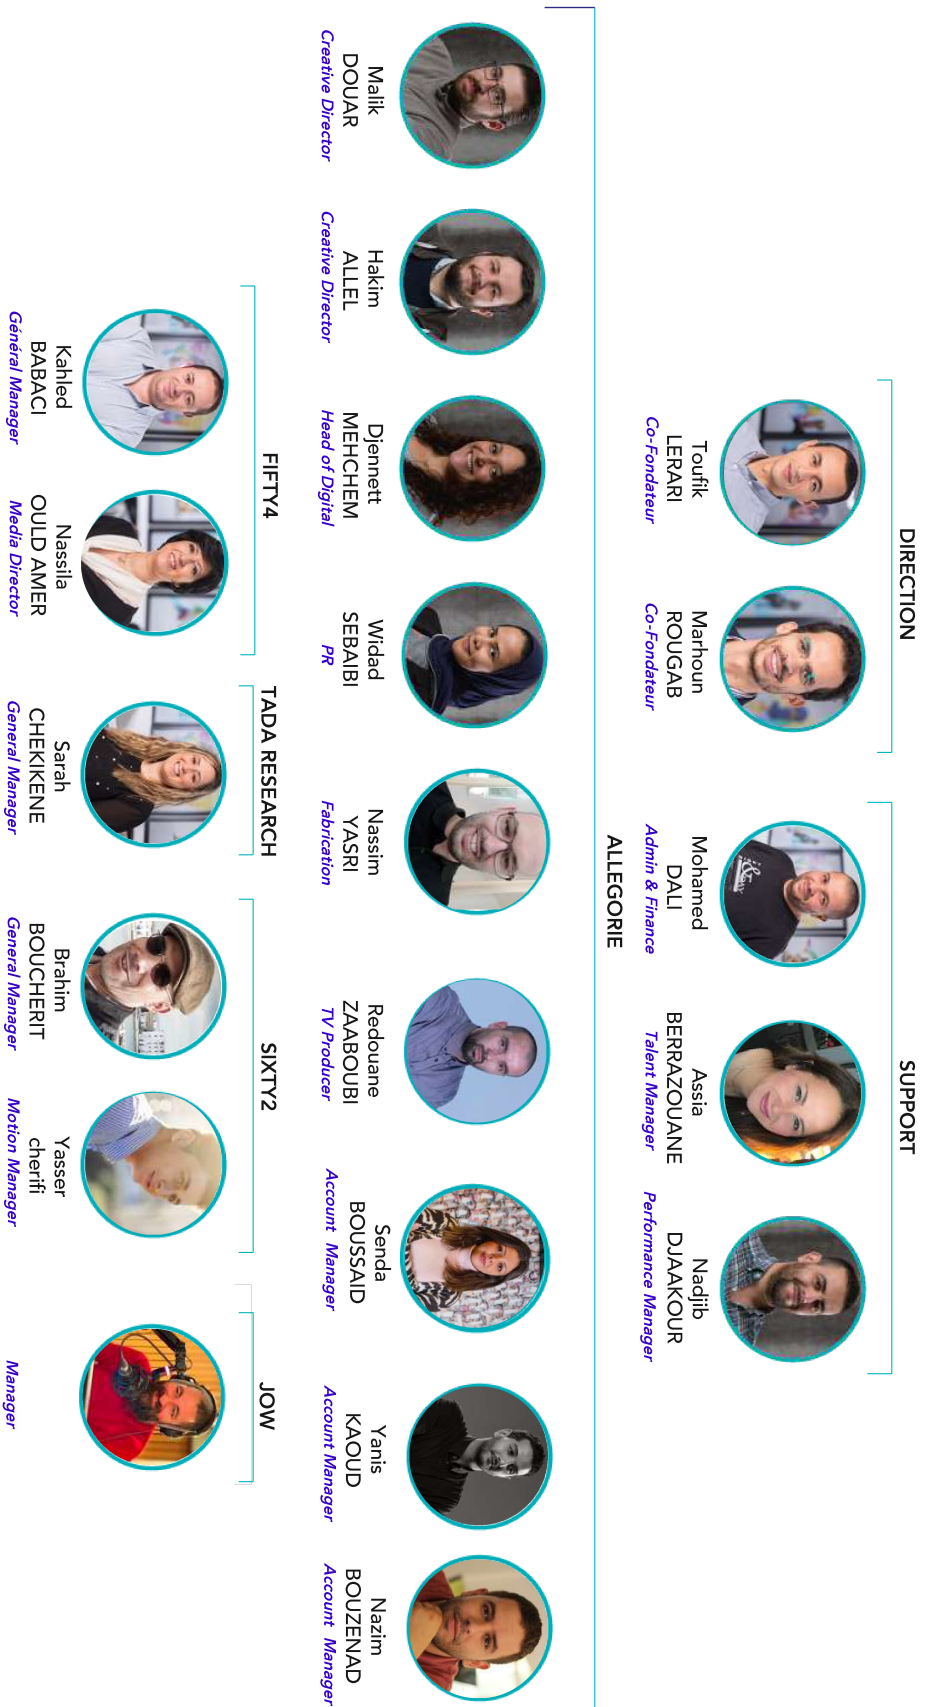 DIRECTION
Toufik
LERARI
Co-Fondateur
Marhoun
ROUGAB
Co-Fondateur
SUPPORT
Mohamed
DALI
Admin & Finance
Assia
BERRAZOUANE
Talent Manager
Nadjib
DJAAKOUR
Performance Manager
ALLEGORIE
Malik
DOUAR
Creative Director
Hakim
ALLEL
Creative Director
Djennett
MEHCHEM
Head of Digital
Widad
SEBAIBI
PR
Nassim
YASRI
Fabrication
Redouane
ZAABOUBI
TV Producer
Senda
BOUSSAID
Account Manager
Yanis
KAOUD
Account Manager
Nazim
BOUZENAD
Account Manager
FIFTY4
Kahled
BABACI
Général Manager
Nassila
OULD AMER
Media Director
TADA RESEARCH
Sarah
CHEKIKENE
General Manager
SIXTY2
Brahim
BOUCHERIT
General Manager
Yasser
cherifi
Motion Manager
JOW
Manager